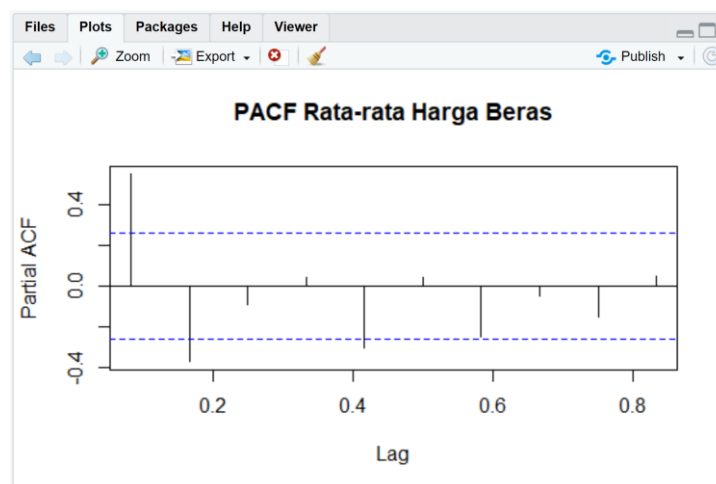 Files Plots Packages Help Viewer
Zoom Export Publish
PACF Rata-rata Harga Beras
Partial ACF
0.4
0.0
-0.4
0.2 0.4 0.6 0.8
Lag